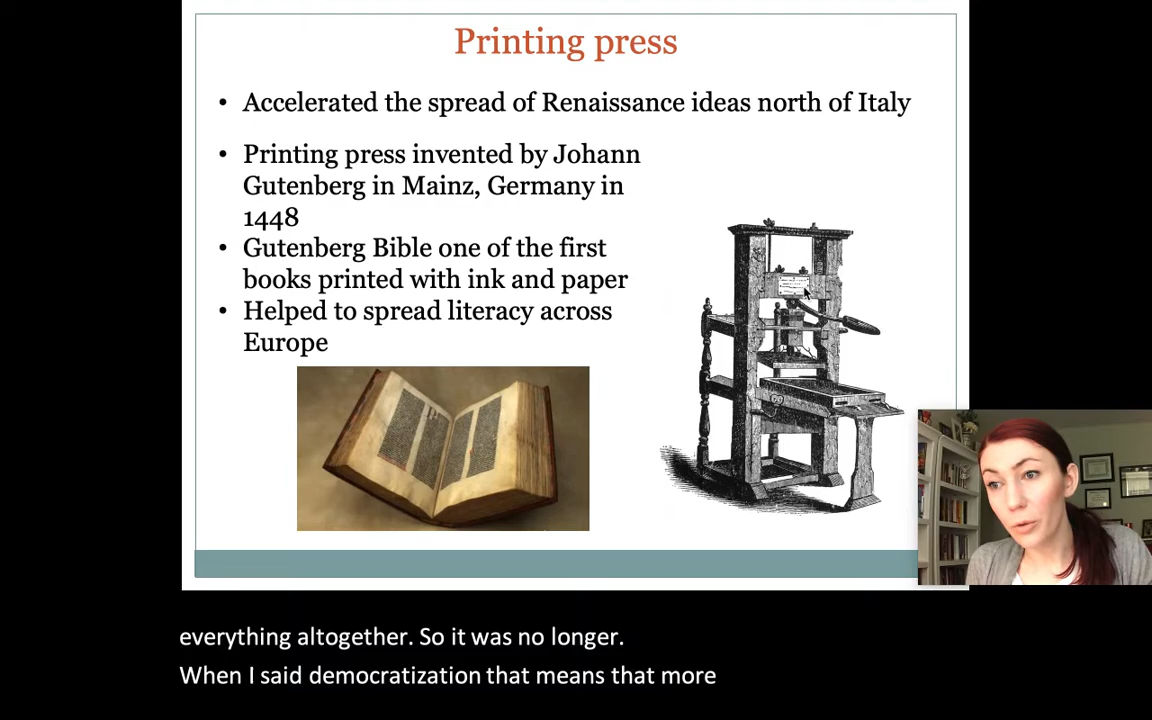 Printing press
• Accelerated the spread of Renaissance ideas north of Italy
• Printing press invented by Johann
Gutenberg in Mainz, Germany in
1448
• Gutenberg Bible one of the first
books printed with ink and paper
• Helped to spread literacy across
Europe
everything altogether. So it was no longer.
When I said democratization that means that more